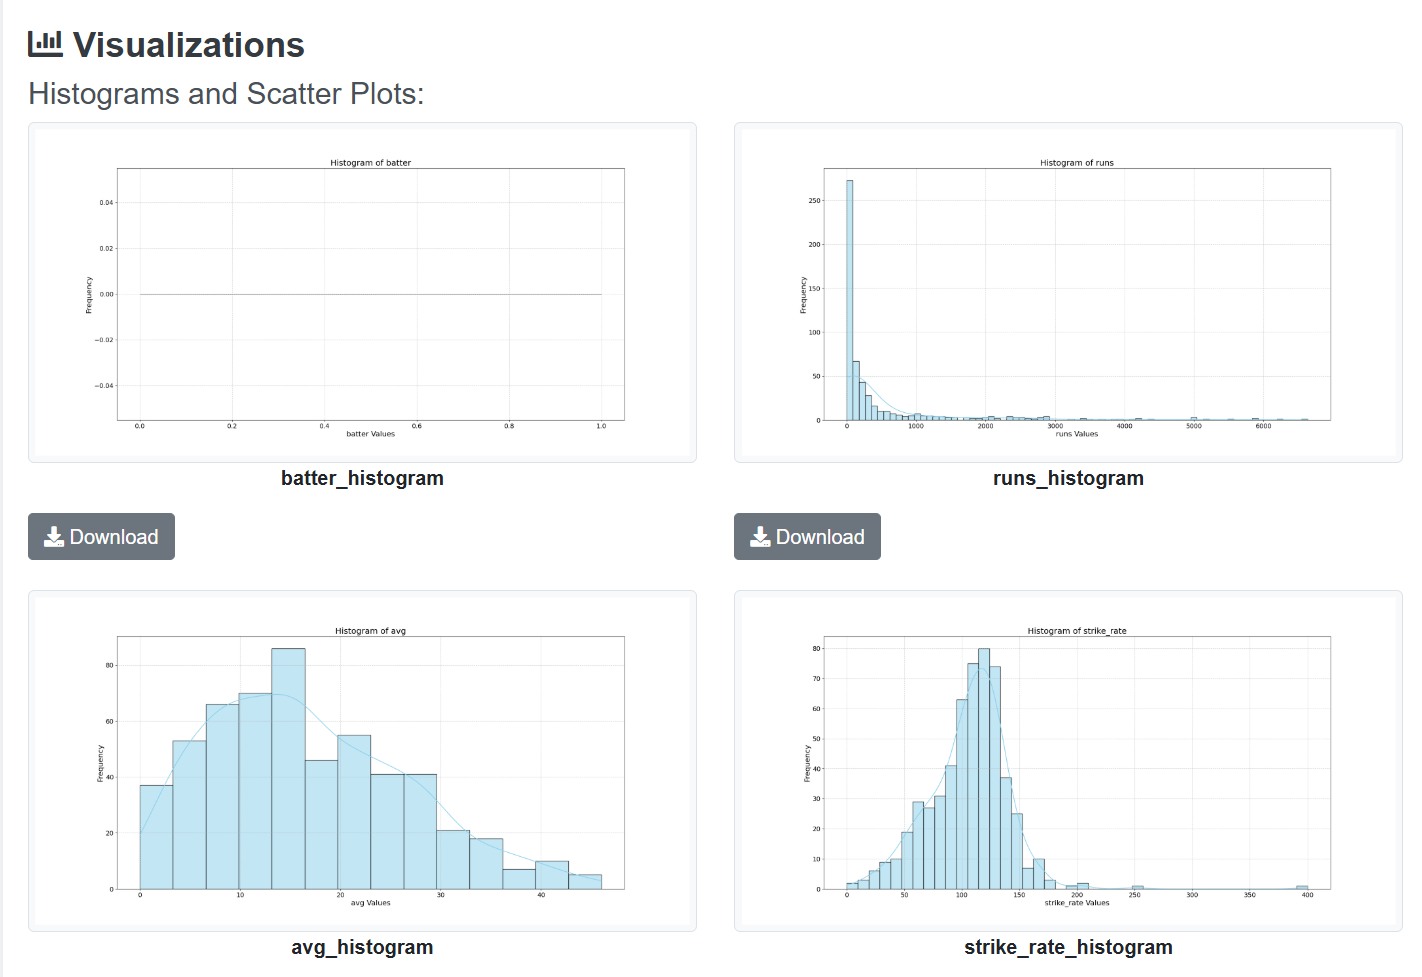 Visualizations
Histograms and Scatter Plots:
Histogram of batter
0.04
0.02
0.00
−0.02
−0.04
Frequency
0.0 0.2 0.4 0.6 0.8 1.0
batter Values
batter_histogram
Download
Histogram of runs
250
200
150
100
50
0
Frequency
0 1000 2000 3000 4000 5000 6000
runs Values
runs_histogram
Download
Histogram of avg
80
60
40
20
0
Frequency
0 10 20 30 40
avg Values
avg_histogram
Histogram of strike_rate
80
70
60
50
40
30
20
10
0
Frequency
0 50 100 150 200 250 300 350 400
strike_rate Values
strike_rate_histogram